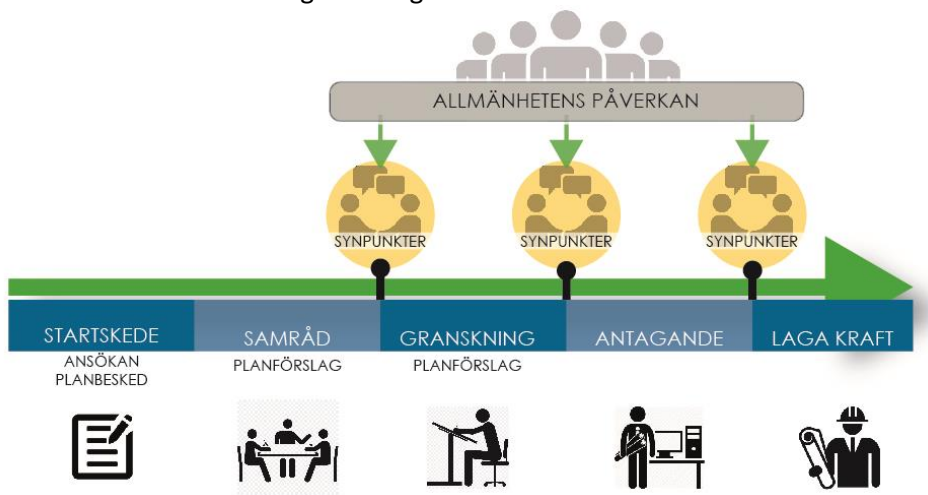 ALLMÄNHETENS PÅVERKAN
SYNPUNKTER
SYNPUNKTER
SYNPUNKTER
STARTSKEDE
SAMRÅD
GRANSKNING
ANTAGANDE
LAGA KRAFT
ANSÖKAN
PLANBESKED
PLANFÖRSLAG
PLANFÖRSLAG